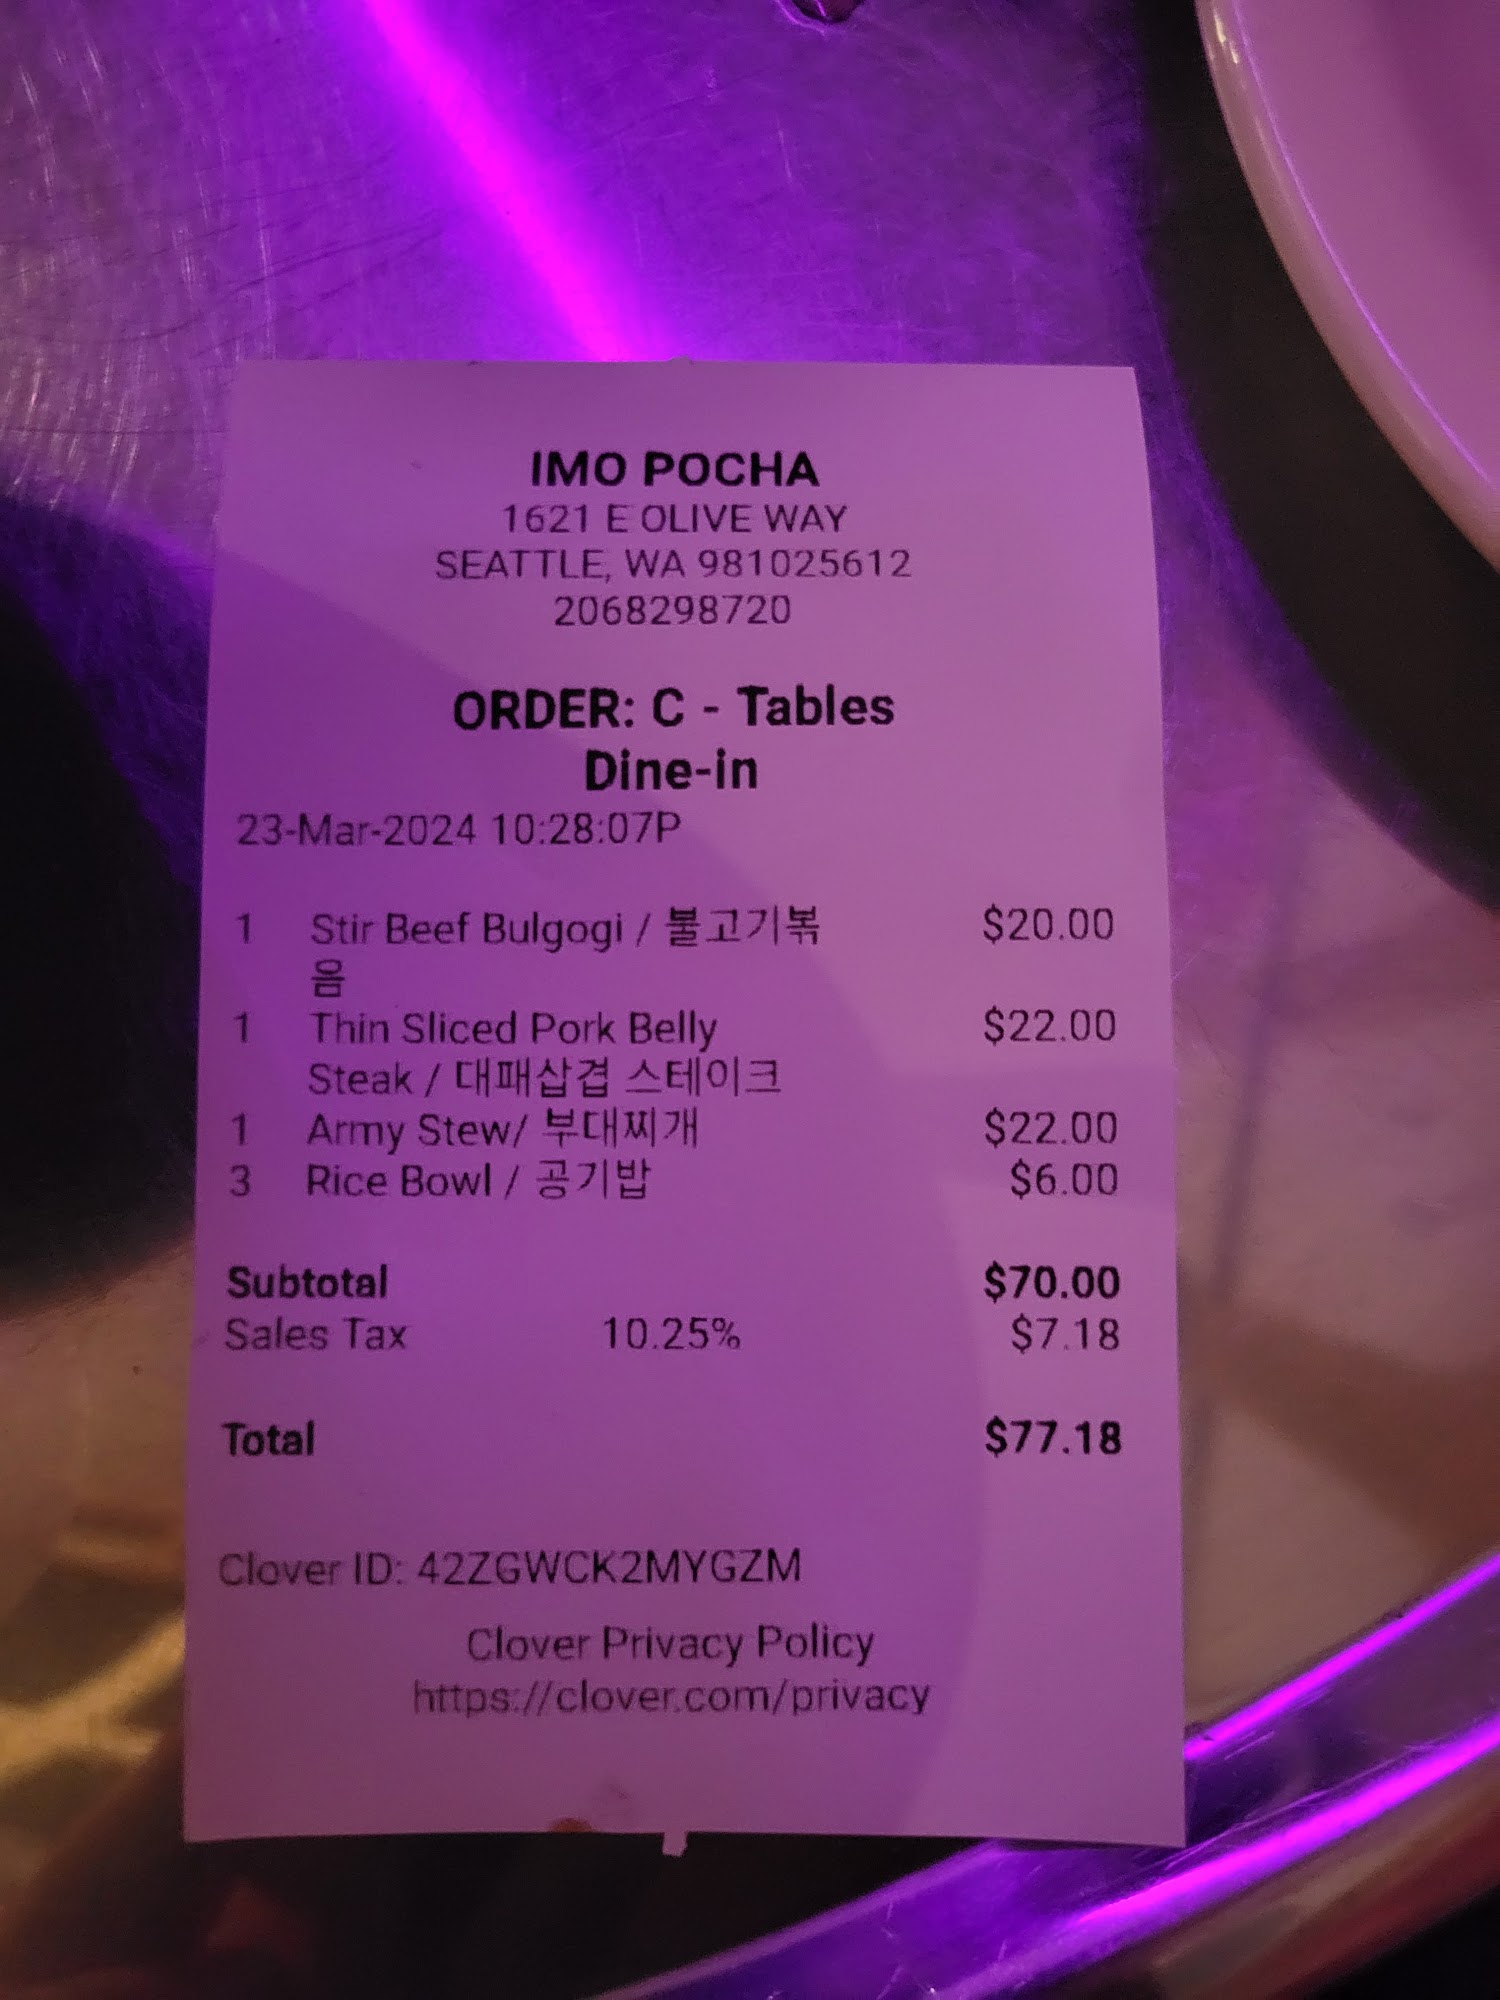 IMO POCHA
1621 E OLIVE WAY
SEATTLE, WA 981025612
2068298720
ORDER: C - Tables
Dine-in
23-Mar-2024 10:28:07P
1 Stir Beef Bulgogi / 불고기볶 $20.00
음
1 Thin Sliced Pork Belly $22.00
Steak / 대패삼겹 스테이크
1 Army Stew/ 부대찌개 $22.00
3 Rice Bowl / 공기밥 $6.00
Subtotal $70.00
Sales Tax 10.25% $7.18
Total $77.18
Clover ID: 42ZGWCK2MYGZM
Clover Privacy Policy
https://clover.com/privacy